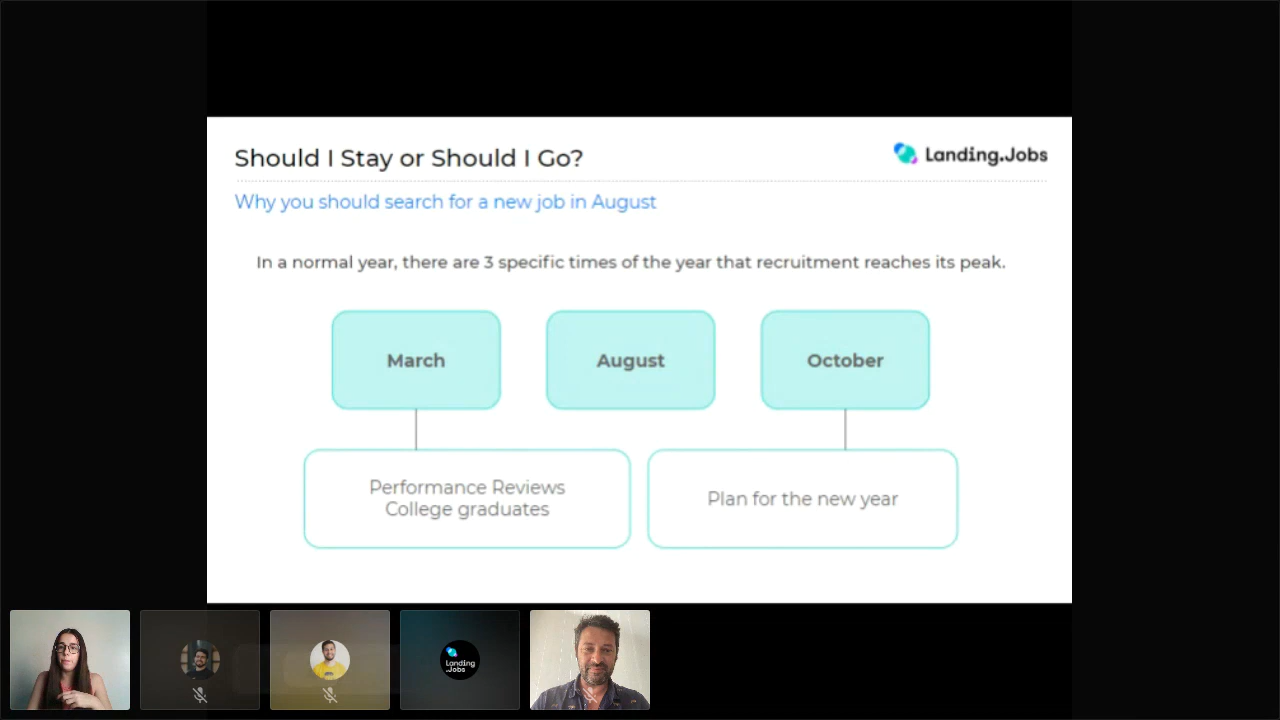 Should I Stay or Should I Go?
Landing.Jobs
Why you should search for a new job in August
In a normal year, there are 3 specific times of the year that recruitment reaches its peak.
March
August
October
Performance Reviews
College graduates
Plan for the new year
Landing
.Jobs